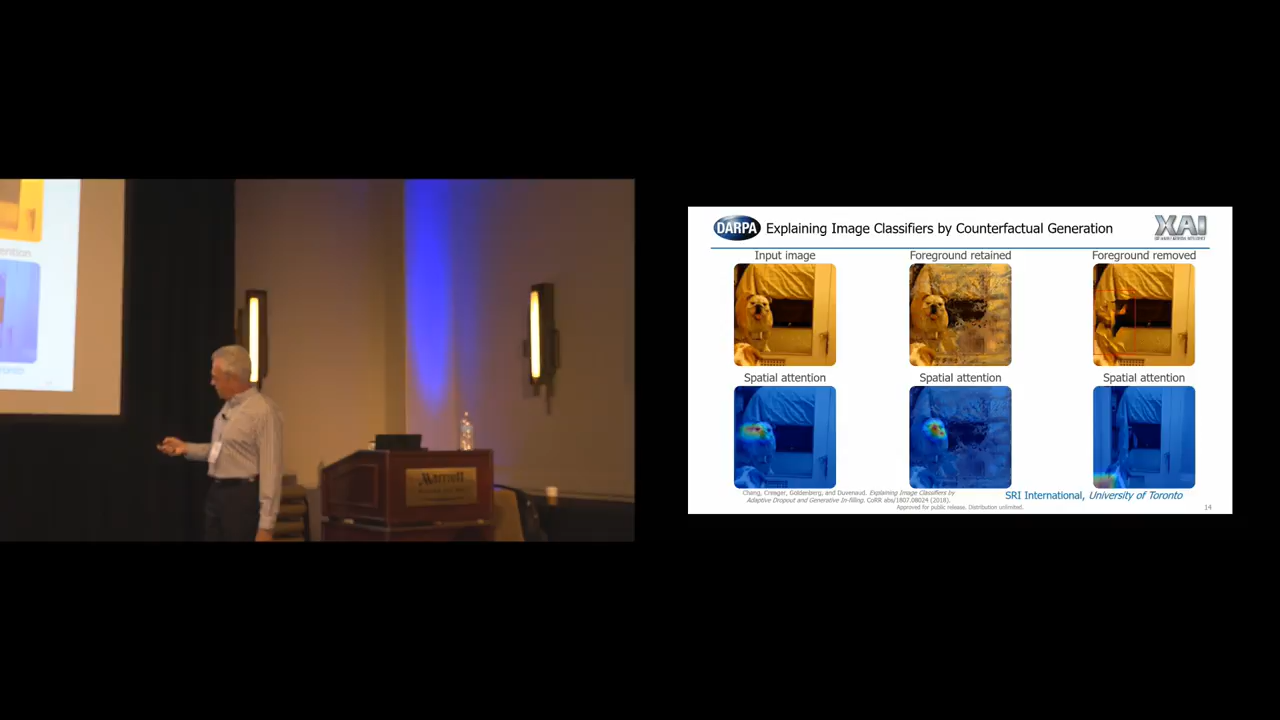 DARPA
Explaining Image Classifiers by Counterfactual Generation
XAI
Input image
Foreground retained
Foreground removed
Spatial attention
Spatial attention
Spatial attention
Chang, Creager, Goldenberg, and Duvenaud. Explaining Image Classifiers by
Adaptive Dropout and Generative In-filling. CoRR abs/1807.08024 (2018).
SRI International, University of Toronto
Approved for public release. Distribution unlimited.
14
Marriott